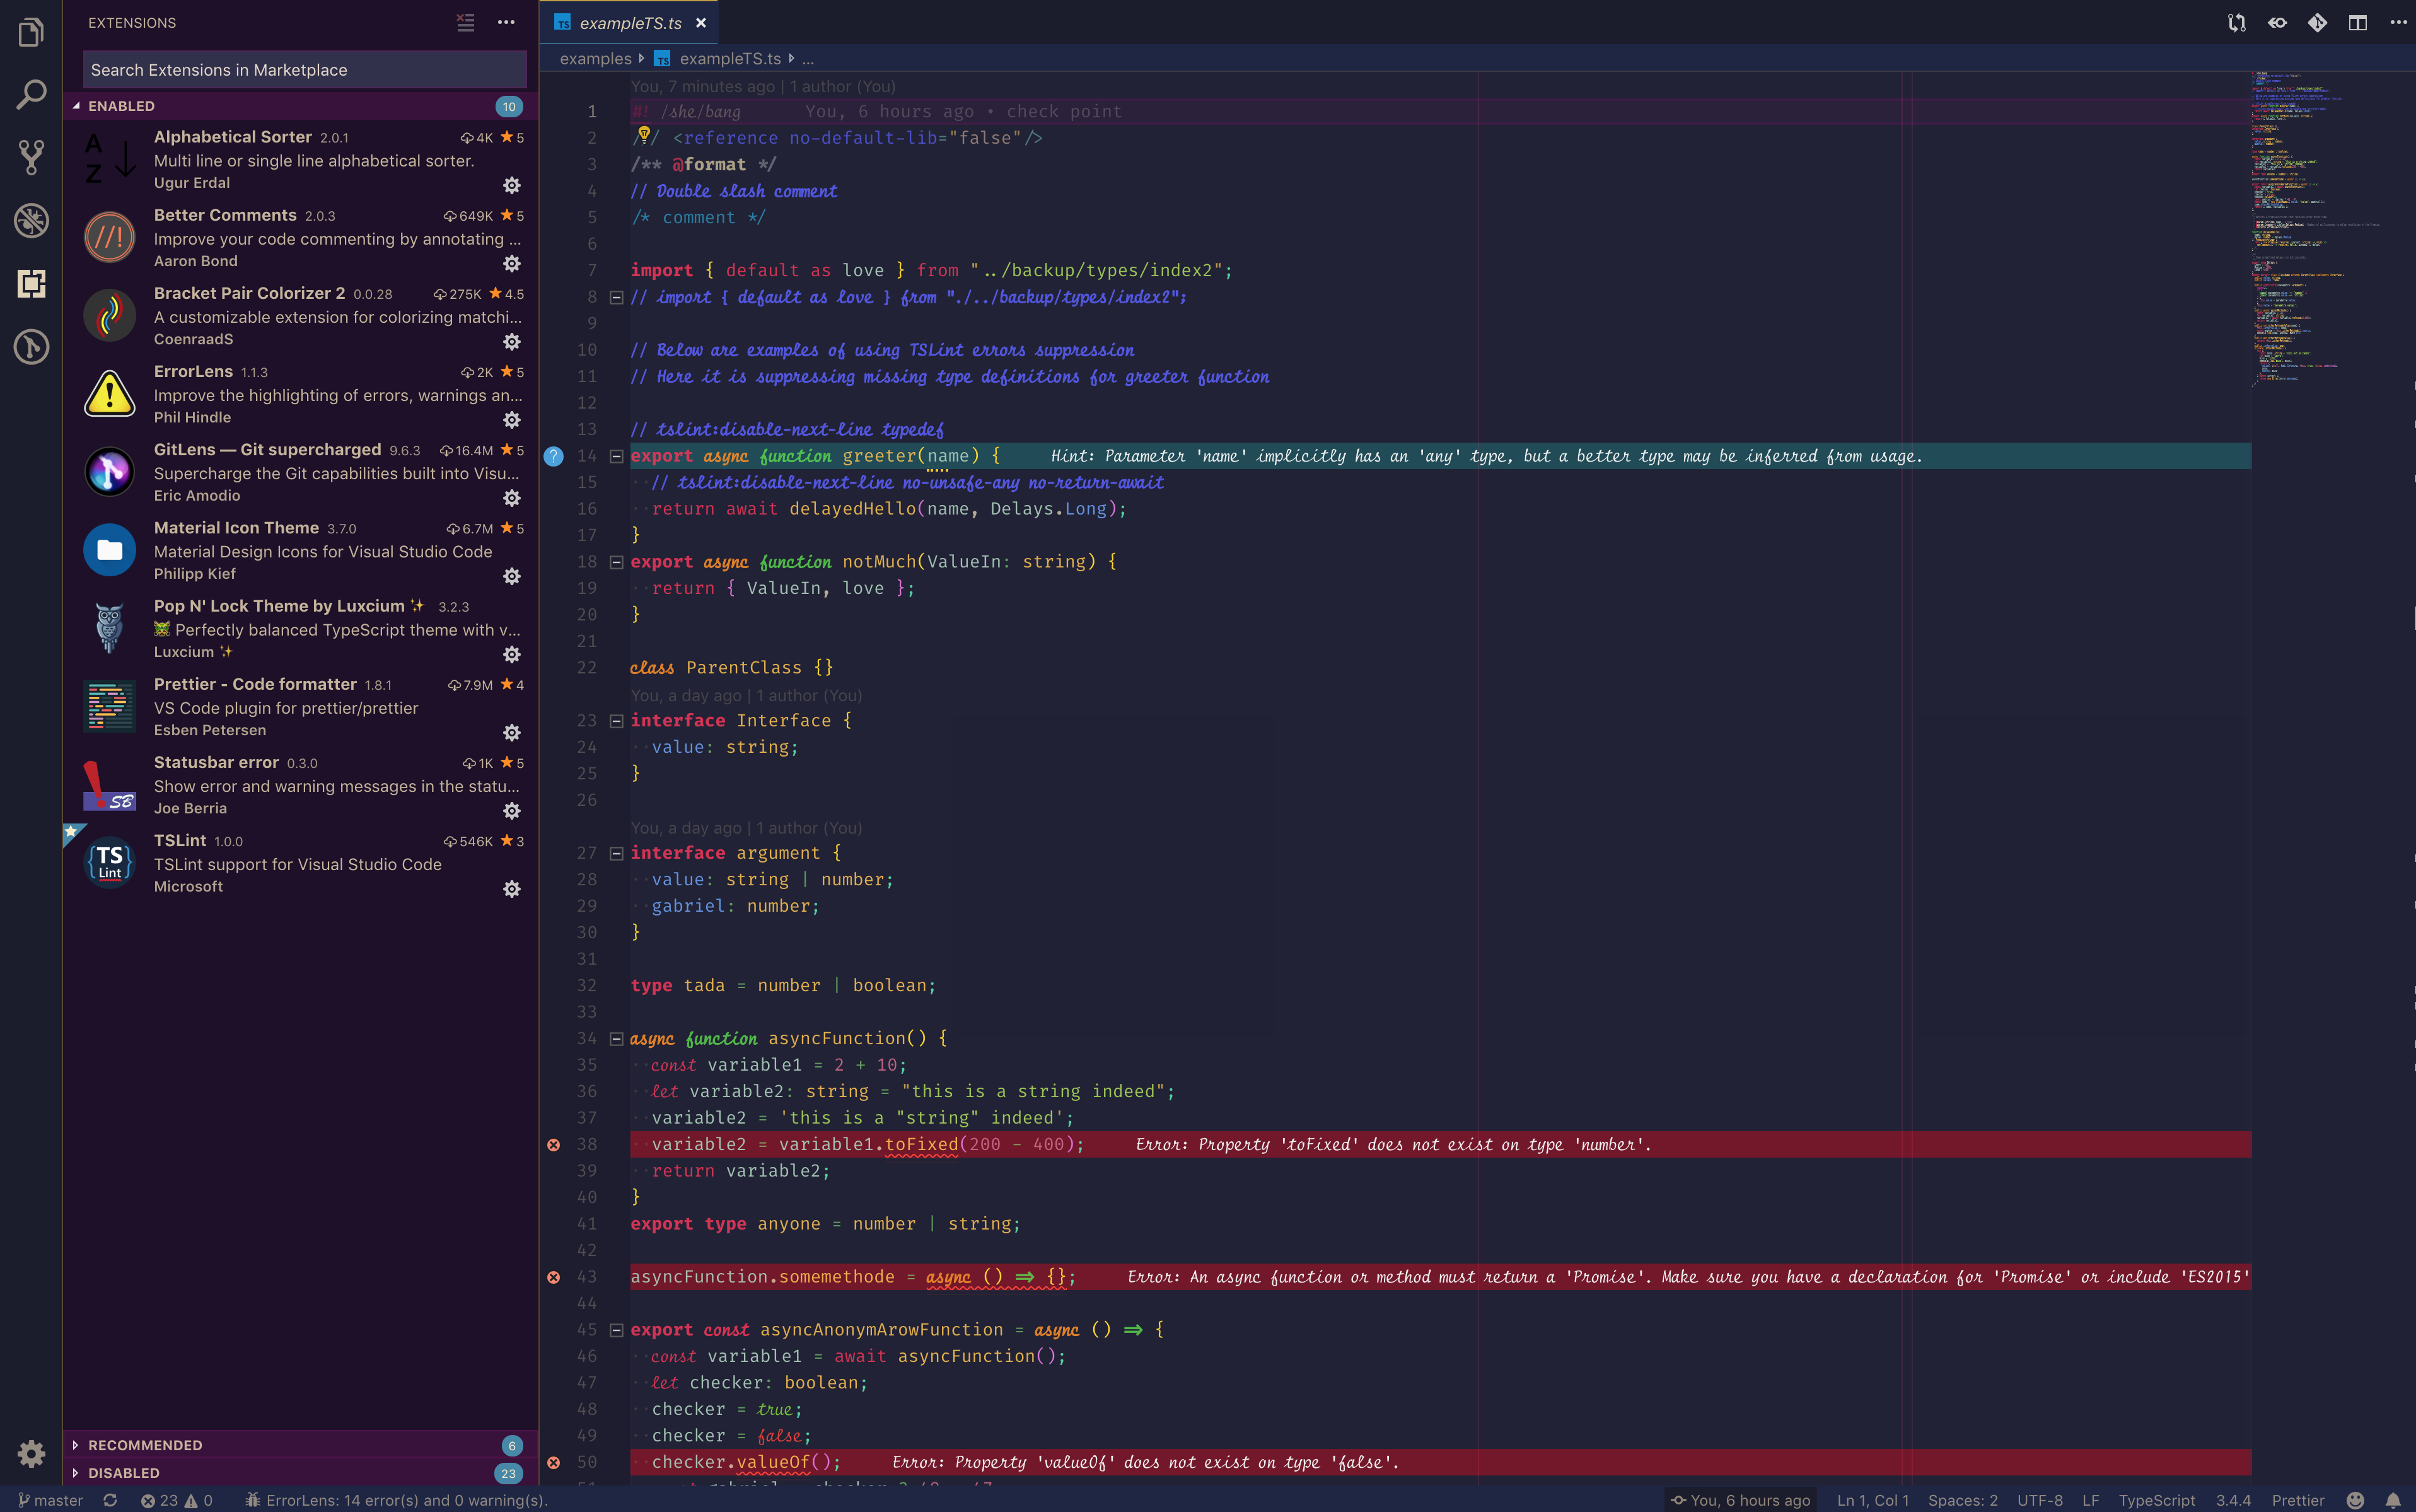 EXTENSIONS
Search Extensions in Marketplace
ENABLED 10
Alphabetical Sorter 2.0.1 4K 5
Multi line or single line alphabetical sorter.
Ugur Erdal
Better Comments 2.0.3 649K 5
Improve your code commenting by annotating ...
Aaron Bond
Bracket Pair Colorizer 2 0.0.28 275K 4.5
A customizable extension for colorizing matchi...
CoenraadS
ErrorLens 1.1.3 2K 5
Improve the highlighting of errors, warnings an...
Phil Hindle
GitLens — Git supercharged 9.6.3 16.4M 5
Supercharge the Git capabilities built into Visu...
Eric Amodio
Material Icon Theme 3.7.0 6.7M 5
Material Design Icons for Visual Studio Code
Philipp Kief
Pop N' Lock Theme by Luxcium ✨ 3.2.3
Perfectly balanced TypeScript theme with v...
Luxcium ✨
Prettier - Code formatter 1.8.1 7.9M 4
VS Code plugin for prettier/prettier
Esben Petersen
Statusbar error 0.3.0 1K 5
Show error and warning messages in the statu...
Joe Berria
TSLint 1.0.0 546K 3
TSLint support for Visual Studio Code
Microsoft
A
Z
//!
SB
{TS}
Lint
RECOMMENDED 6
DISABLED 23
TS exampleTS.ts ×
examples TS exampleTS.ts ...
You, 7 minutes ago | 1 author (You)
1 #! /she/bang You, 6 hours ago • check point
2 /// <reference no-default-lib="false"/>
3 /** @format */
4 // Double slash comment
5 /* comment */
6
7 import { default as love } from "../backup/types/index2";
8 // import { default as love } from "./../backup/types/index2";
9
10 // Below are examples of using TSLint errors suppression
11 // Here it is suppressing missing type definitions for greeter function
12
13 // tslint:disable-next-line typedef
14 export async function greeter(name) { Hint: Parameter 'name' implicitly has an 'any' type, but a better type may be inferred from usage.
15 // tslint:disable-next-line no-unsafe-any no-return-await
16 return await delayedHello(name, Delays.Long);
17 }
18 export async function notMuch(ValueIn: string) {
19 return { ValueIn, love };
20 }
21
22 class ParentClass {}
You, a day ago | 1 author (You)
23 interface Interface {
24 value: string;
25 }
26
You, a day ago | 1 author (You)
27 interface argument {
28 value: string | number;
29 gabriel: number;
30 }
31
32 type tada = number | boolean;
33
34 async function asyncFunction() {
35 const variable1 = 2 + 10;
36 let variable2: string = "this is a string indeed";
37 variable2 = 'this is a "string" indeed';
38 variable2 = variable1.toFixed(200 - 400); Error: Property 'toFixed' does not exist on type 'number'.
39 return variable2;
40 }
41 export type anyone = number | string;
42
43 asyncFunction.somemethode = async () => {}; Error: An async function or method must return a 'Promise'. Make sure you have a declaration for 'Promise' or include 'ES2015'
44
45 export const asyncAnonymArowFunction = async () => {
46 const variable1 = await asyncFunction();
47 let checker: boolean;
48 checker = true;
49 checker = false;
50 checker.valueOf(); Error: Property 'valueOf' does not exist on type 'false'.
master 23 0 ErrorLens: 14 error(s) and 0 warning(s). You, 6 hours ago Ln 1, Col 1 Spaces: 2 UTF-8 LF TypeScript 3.4.4 Prettier